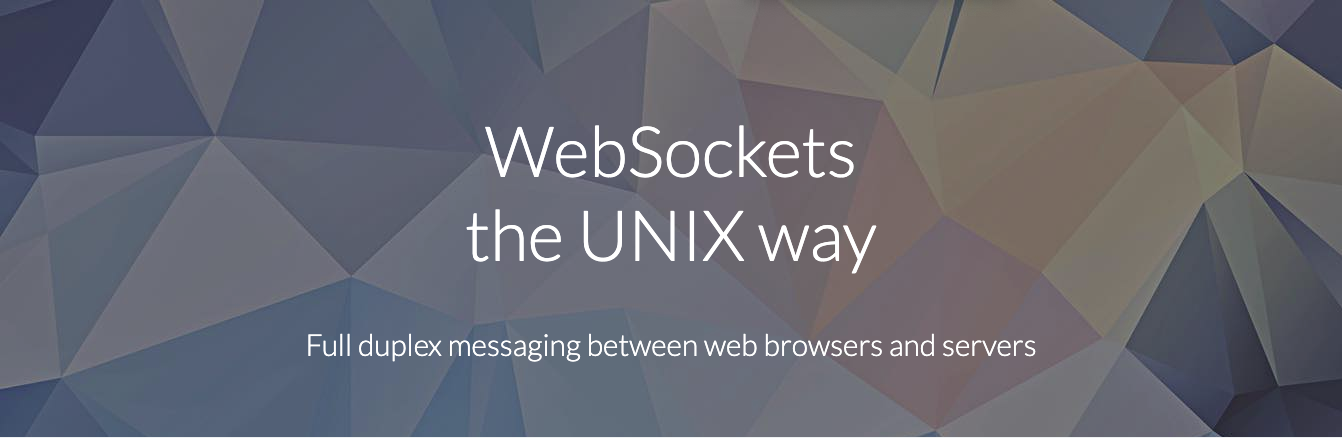 WebSockets
the UNIX way
Full duplex messaging between web browsers and servers